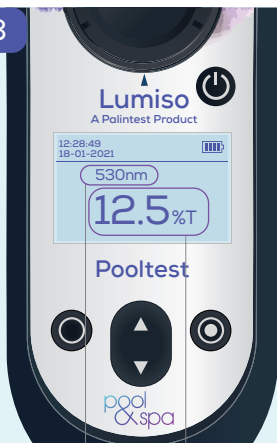 3
Lumiso
A Palintest Product
12:28:49
18-01-2021
530nm
12.5%T
Pooltest
pool
&spa